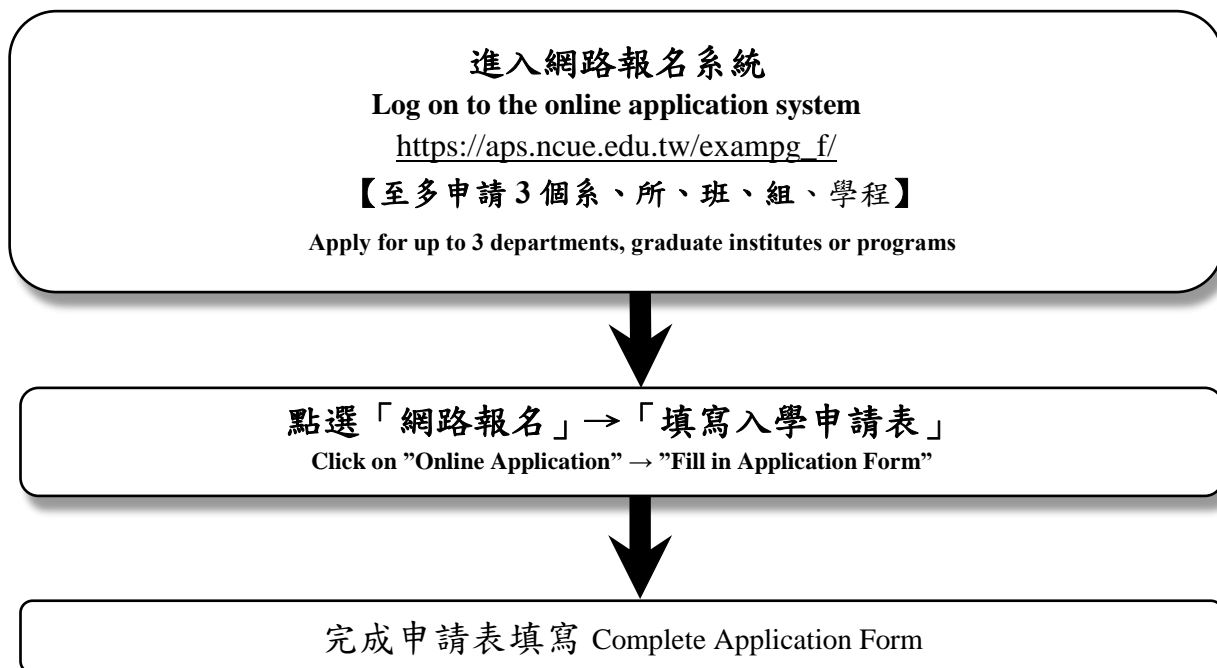 進入網路報名系統
Log on to the online application system
https://aps.ncue.edu.tw/exampg_f/
【至多申請 3 個系、所、班、組、學程】
Apply for up to 3 departments, graduate institutes or programs
點選「網路報名」→「填寫入學申請表」
Click on ”Online Application” → ”Fill in Application Form”
完成申請表填寫 Complete Application Form